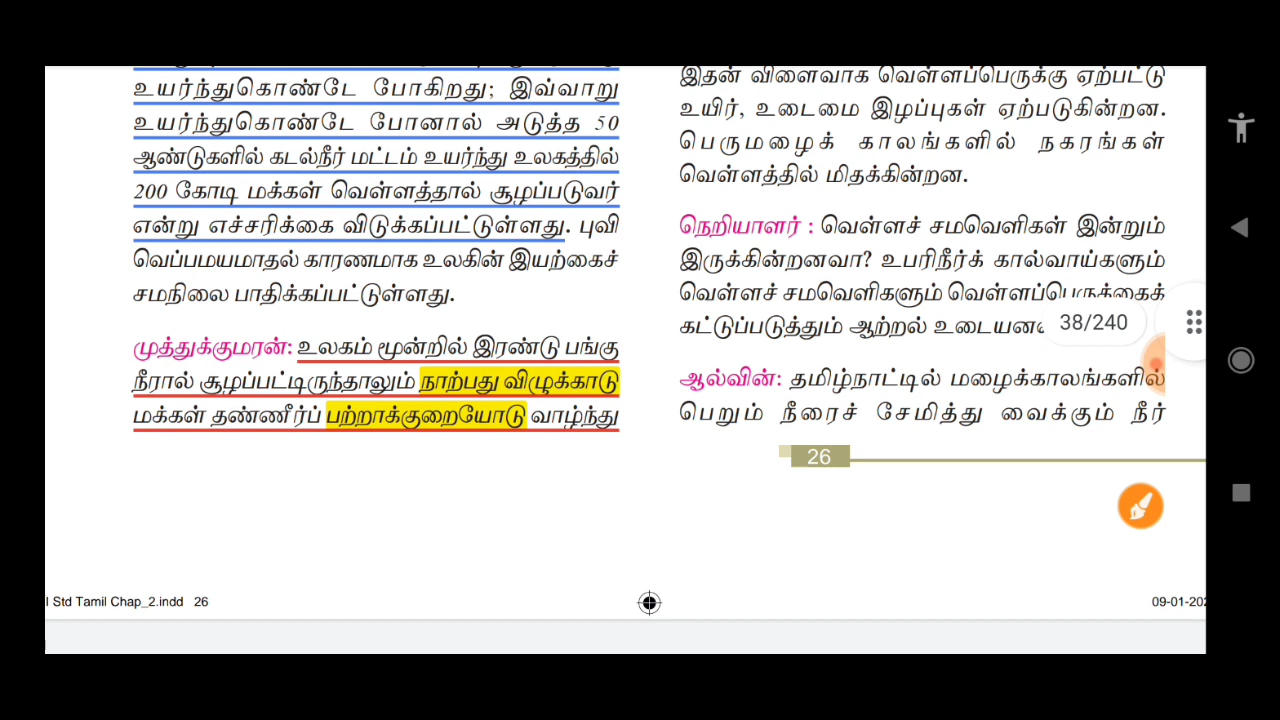 உயர்ந்துகொண்டே போகிறது; இவ்வாறு
உயர்ந்துகொண்டே போனால் அடுத்த 50
ஆண்டுகளில் கடல்நீர் மட்டம் உயர்ந்து உலகத்தில்
200 கோடி மக்கள் வெள்ளத்தால் சூழப்படுவர்
என்று எச்சரிக்கை விடுக்கப்பட்டுள்ளது. புவி
வெப்பமயமாதல் காரணமாக உலகின் இயற்கைச்
சமநிலை பாதிக்கப்பட்டுள்ளது.
முத்துக்குமரன்: உலகம் மூன்றில் இரண்டு பங்கு
நீரால் சூழப்பட்டிருந்தாலும் நாற்பது விழுக்காடு
மக்கள் தண்ணீர்ப் பற்றாக்குறையோடு வாழ்ந்து
இதன் விளைவாக வெள்ளப்பெருக்கு ஏற்பட்டு
உயிர், உடைமை இழப்புகள் ஏற்படுகின்றன.
பெருமழைக் காலங்களில் நகரங்கள்
வெள்ளத்தில் மிதக்கின்றன.
நெறியாளர் : வெள்ளச் சமவெளிகள் இன்றும்
இருக்கின்றனவா? உபரிநீர்க் கால்வாய்களும்
வெள்ளச் சமவெளிகளும் வெள்ளப்பெருக்கைக்
கட்டுப்படுத்தும் ஆற்றல் உடையன
38/240
ஆல்வின்: தமிழ்நாட்டில் மழைக்காலங்களில்
பெறும் நீரைச் சேமித்து வைக்கும் நீர்
26
I Std Tamil Chap_2.indd 26
09-01-202